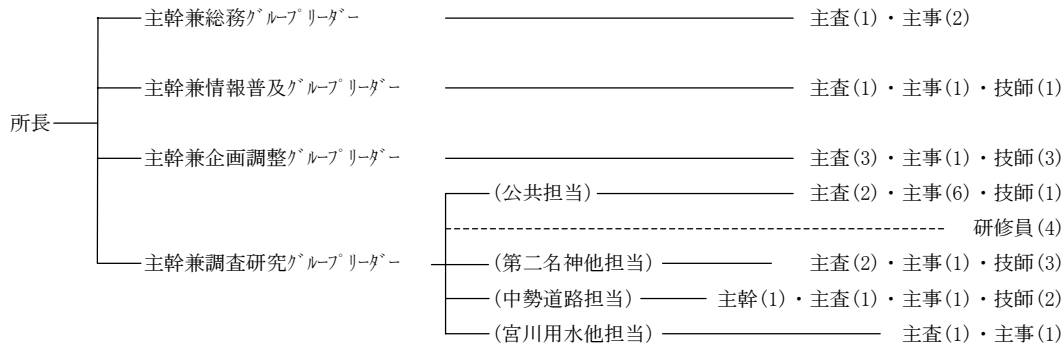 主幹兼総務ｸﾞﾙｰﾌﾟﾘｰﾀﾞｰ 主査(1)・主事(2)
主幹兼情報普及ｸﾞﾙｰﾌﾟﾘｰﾀﾞｰ 主査(1)・主事(1)・技師(1)
所長
主幹兼企画調整ｸﾞﾙｰﾌﾟﾘｰﾀﾞｰ 主査(3)・主事(1)・技師(3)
(公共担当) 主査(2)・主事(6)・技師(1)
研修員(4)
主幹兼調査研究ｸﾞﾙｰﾌﾟﾘｰﾀﾞｰ (第二名神他担当) 主査(2)・主事(1)・技師(3)
(中勢道路担当) 主幹(1)・主査(1)・主事(1)・技師(2)
(宮川用水他担当) 主査(1)・主事(1)